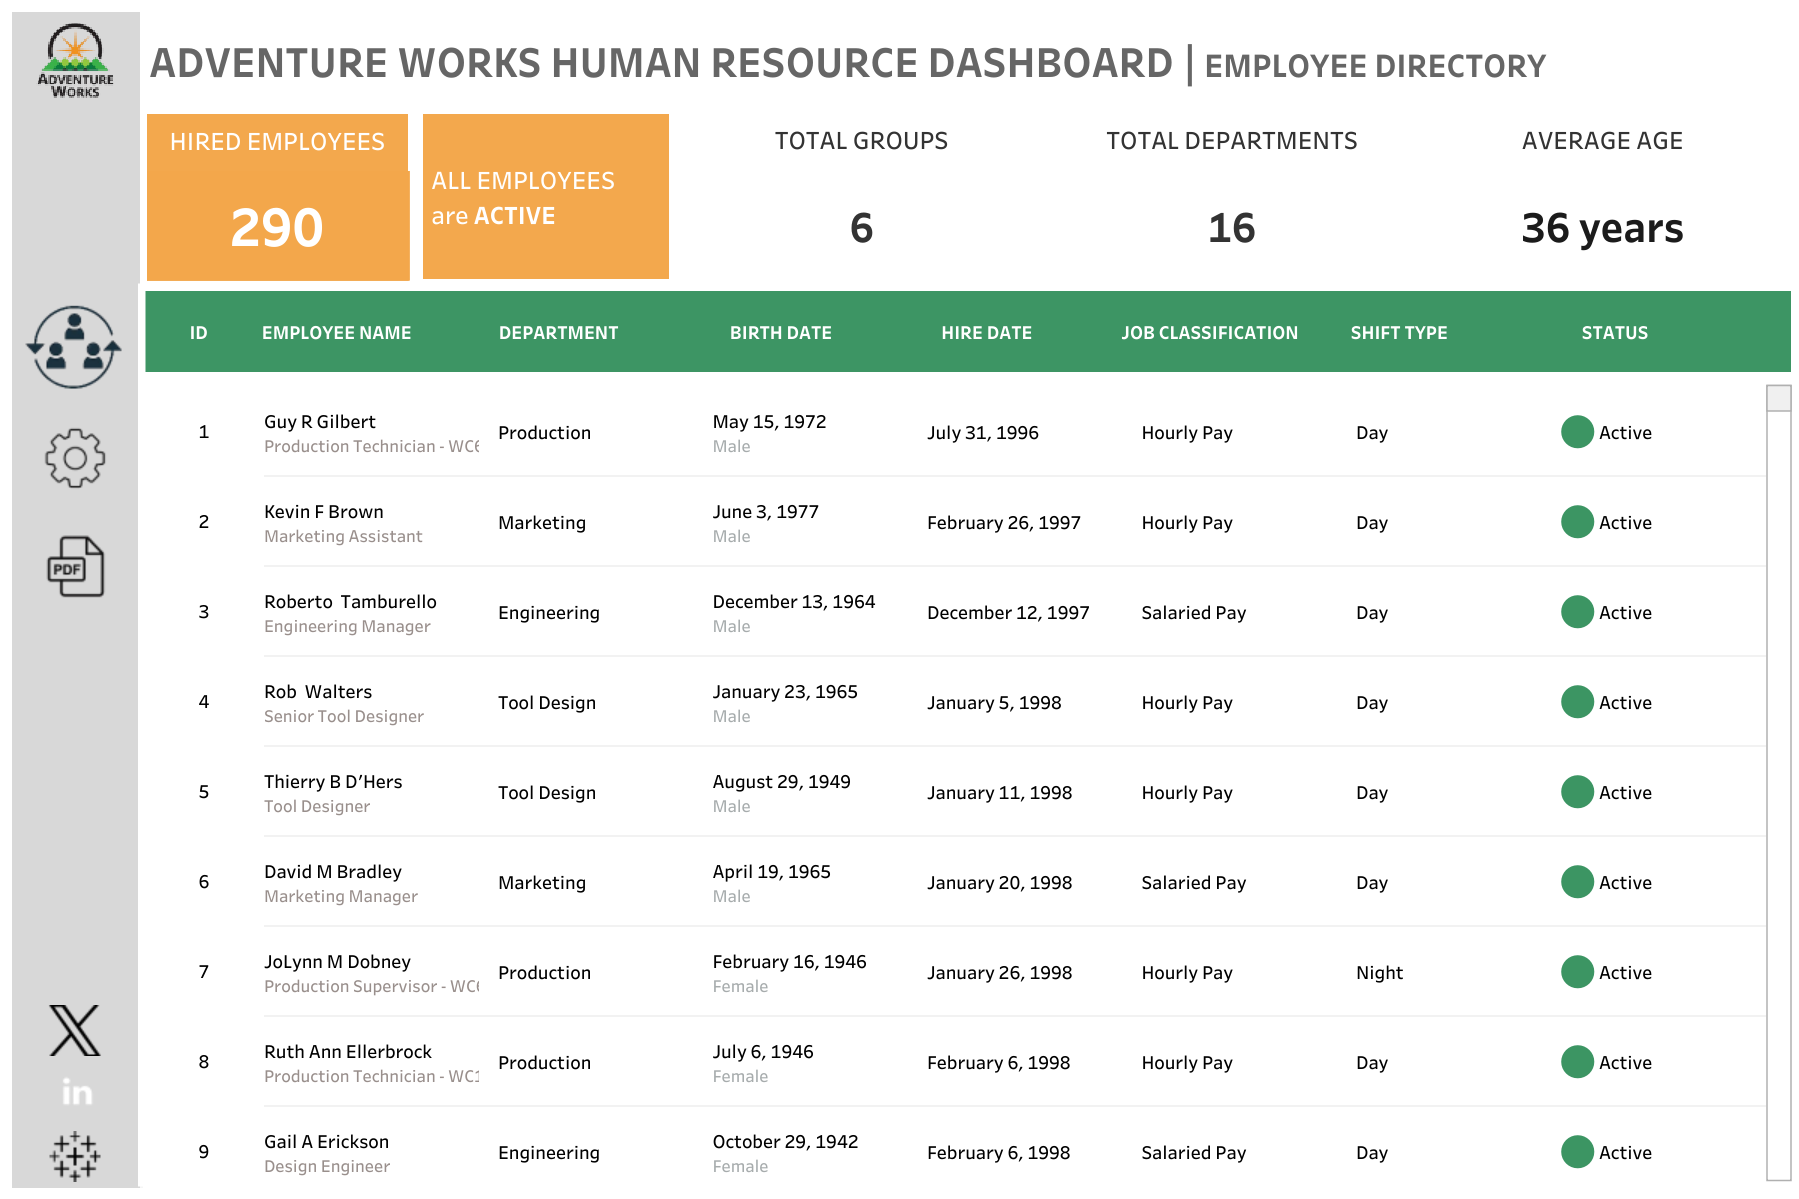 ADVENTURE
WORKS
ADVENTURE WORKS HUMAN RESOURCE DASHBOARD | EMPLOYEE DIRECTORY
HIRED EMPLOYEES
290
ALL EMPLOYEES
are ACTIVE
TOTAL GROUPS
6
TOTAL DEPARTMENTS
16
AVERAGE AGE
36 years
ID EMPLOYEE NAME DEPARTMENT BIRTH DATE HIRE DATE JOB CLASSIFICATION SHIFT TYPE STATUS
1 Guy R Gilbert Production May 15, 1972 July 31, 1996 Hourly Pay Day Active
Production Technician - WC6 Male
2 Kevin F Brown Marketing June 3, 1977 February 26, 1997 Hourly Pay Day Active
Marketing Assistant Male
3 Roberto  Tamburello Engineering December 13, 1964 December 12, 1997 Salaried Pay Day Active
Engineering Manager Male
4 Rob  Walters Tool Design January 23, 1965 January 5, 1998 Hourly Pay Day Active
Senior Tool Designer Male
5 Thierry B D’Hers Tool Design August 29, 1949 January 11, 1998 Hourly Pay Day Active
Tool Designer Male
6 David M Bradley Marketing April 19, 1965 January 20, 1998 Salaried Pay Day Active
Marketing Manager Male
7 JoLynn M Dobney Production February 16, 1946 January 26, 1998 Hourly Pay Night Active
Production Supervisor - WC6 Female
8 Ruth Ann Ellerbrock Production July 6, 1946 February 6, 1998 Hourly Pay Day Active
Production Technician - WC1 Female
9 Gail A Erickson Engineering October 29, 1942 February 6, 1998 Salaried Pay Day Active
Design Engineer Female
PDF
X
in